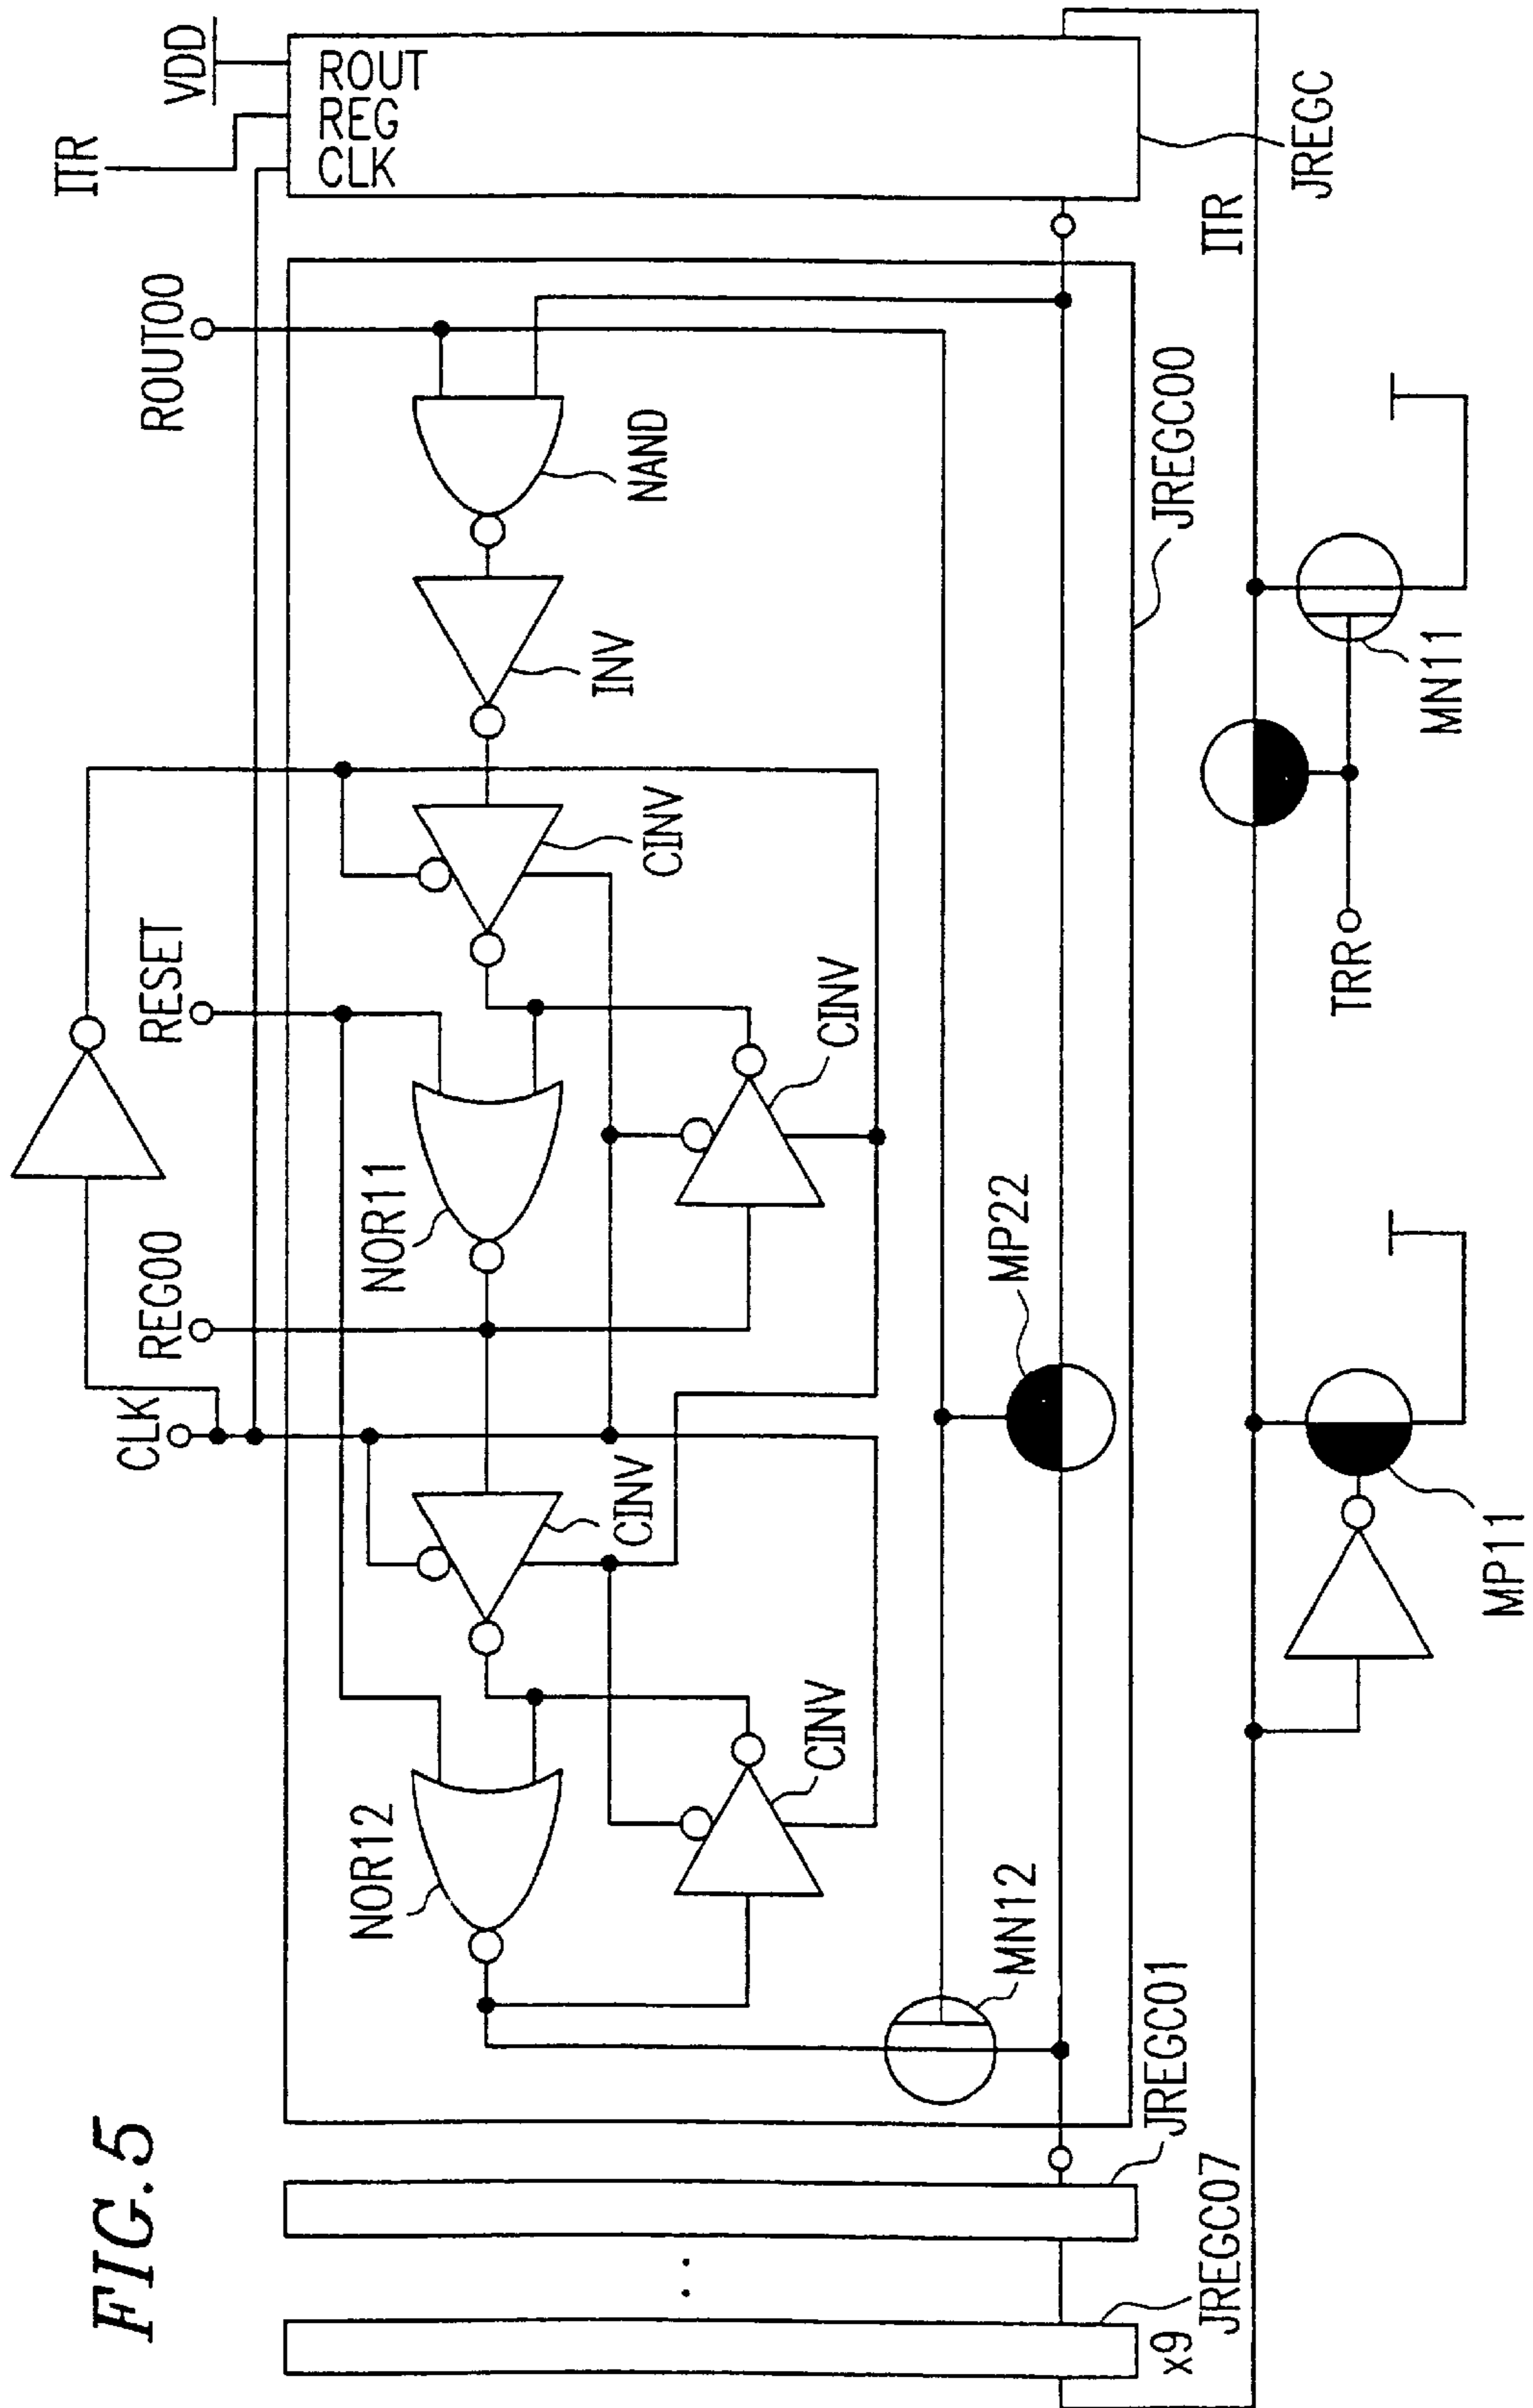 FIG.5
VDD
ITR
ROUT
REG
CLK
JREGC
ITR
ROUT00
NAND
JREGC00
INV
CINV
RESET
NOR11
CINV
REG00
CLK
MP22
CINV
NOR12
CINV
MN12
JREGC01
JREGC07
x9
MN11
TRR
MP11